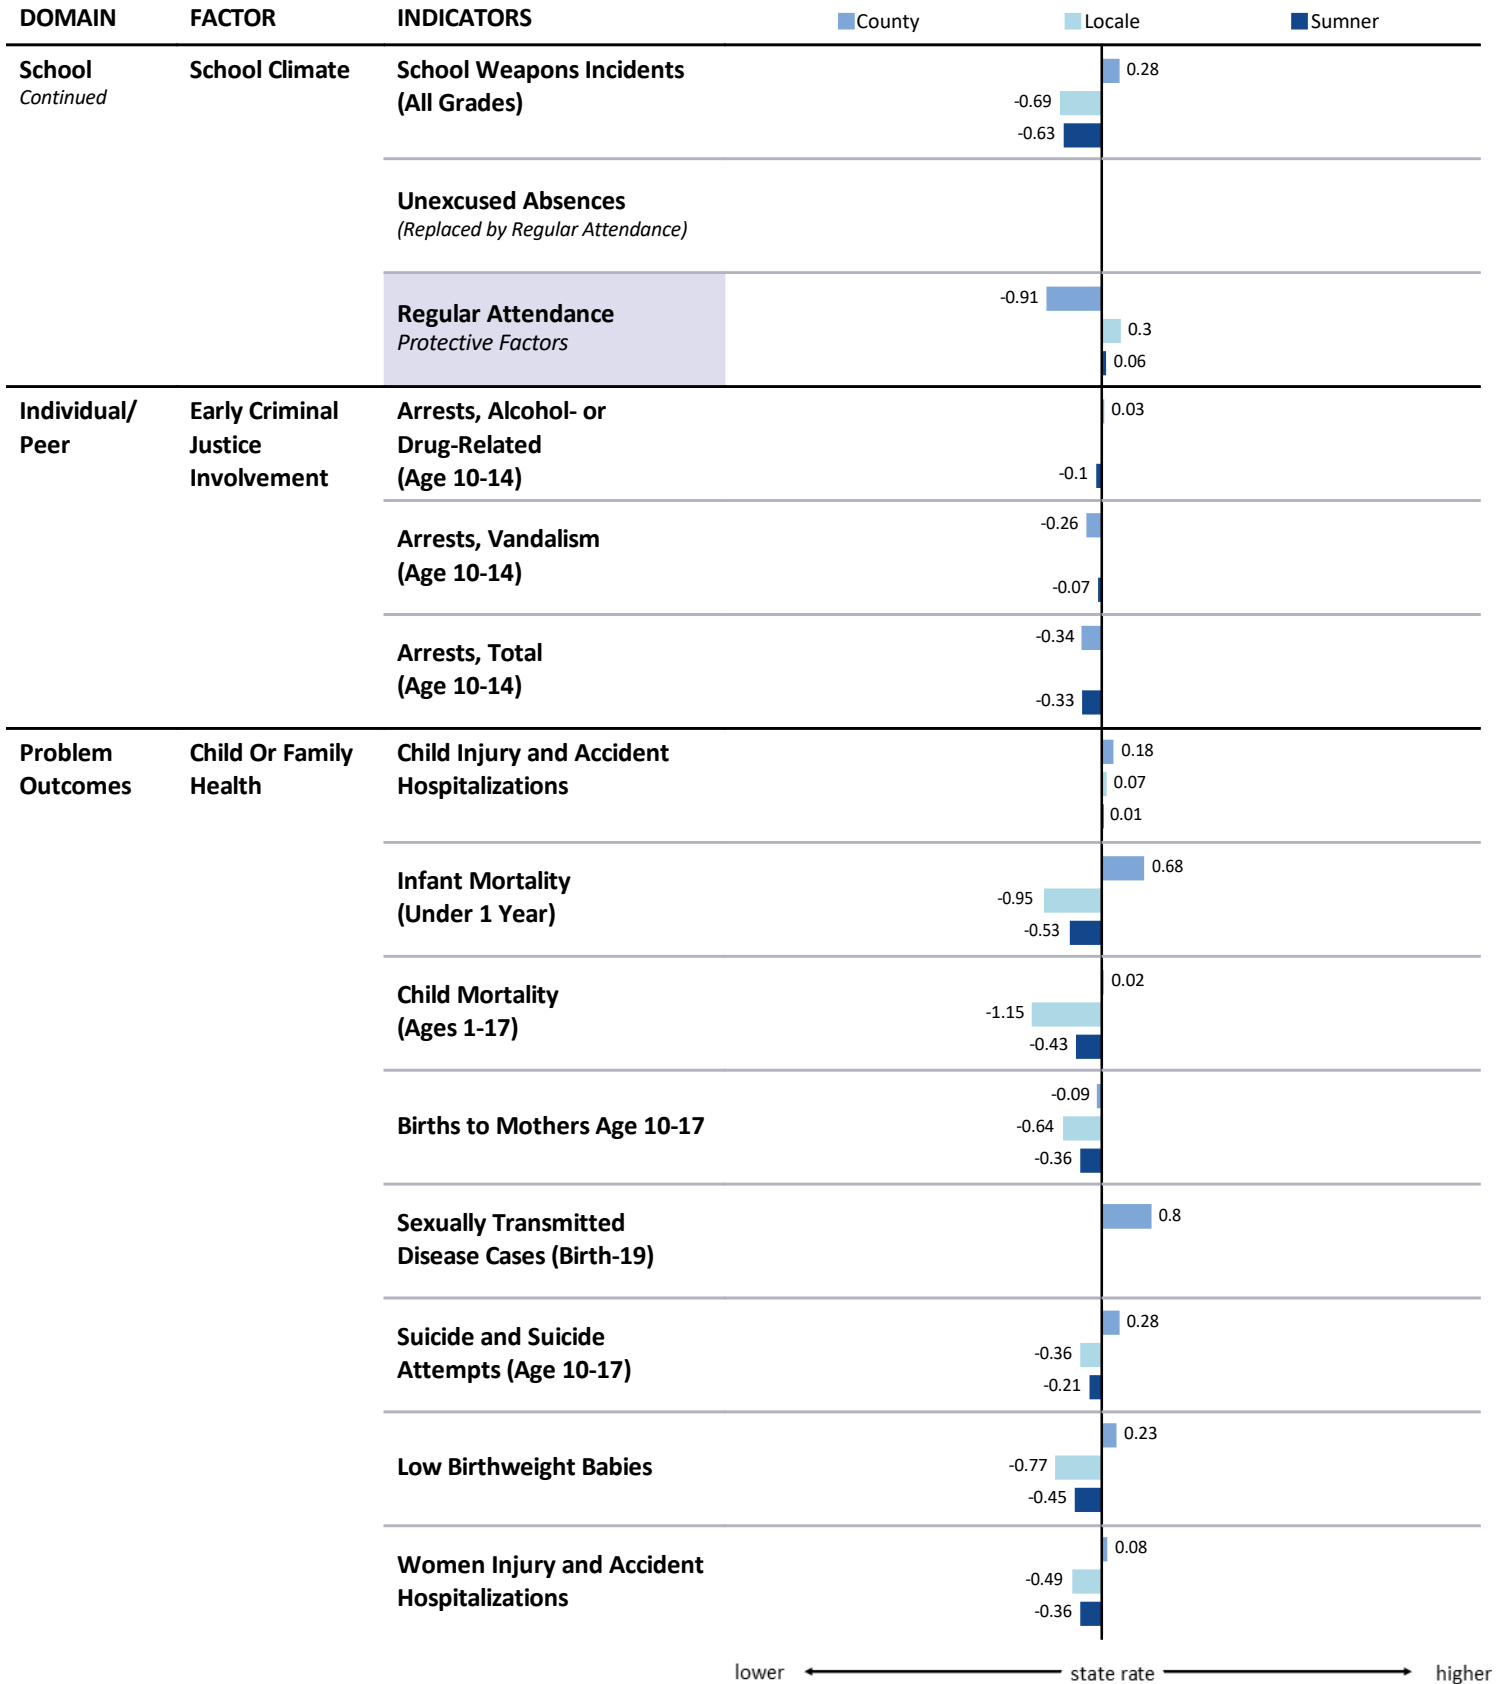 DOMAIN FACTOR INDICATORS County Locale Sumner
School School Climate School Weapons Incidents 0.28
Continued (All Grades) -0.69
-0.63
Unexcused Absences
(Replaced by Regular Attendance)
-0.91
Regular Attendance 0.3
Protective Factors 0.06
Individual/ Early Criminal Arrests, Alcohol- or 0.03
Peer Justice Drug-Related
Involvement (Age 10-14) -0.1
-0.26
Arrests, Vandalism
(Age 10-14) -0.07
-0.34
Arrests, Total
(Age 10-14) -0.33
Problem Child Or Family Child Injury and Accident 0.18
Outcomes Health Hospitalizations 0.07
0.01
0.68
Infant Mortality -0.95
(Under 1 Year) -0.53
0.02
Child Mortality -1.15
(Ages 1-17) -0.43
-0.09
Births to Mothers Age 10-17 -0.64
-0.36
Sexually Transmitted 0.8
Disease Cases (Birth-19)
0.28
Suicide and Suicide -0.36
Attempts (Age 10-17) -0.21
0.23
Low Birthweight Babies -0.77
-0.45
0.08
Women Injury and Accident -0.49
Hospitalizations -0.36
lower state rate higher